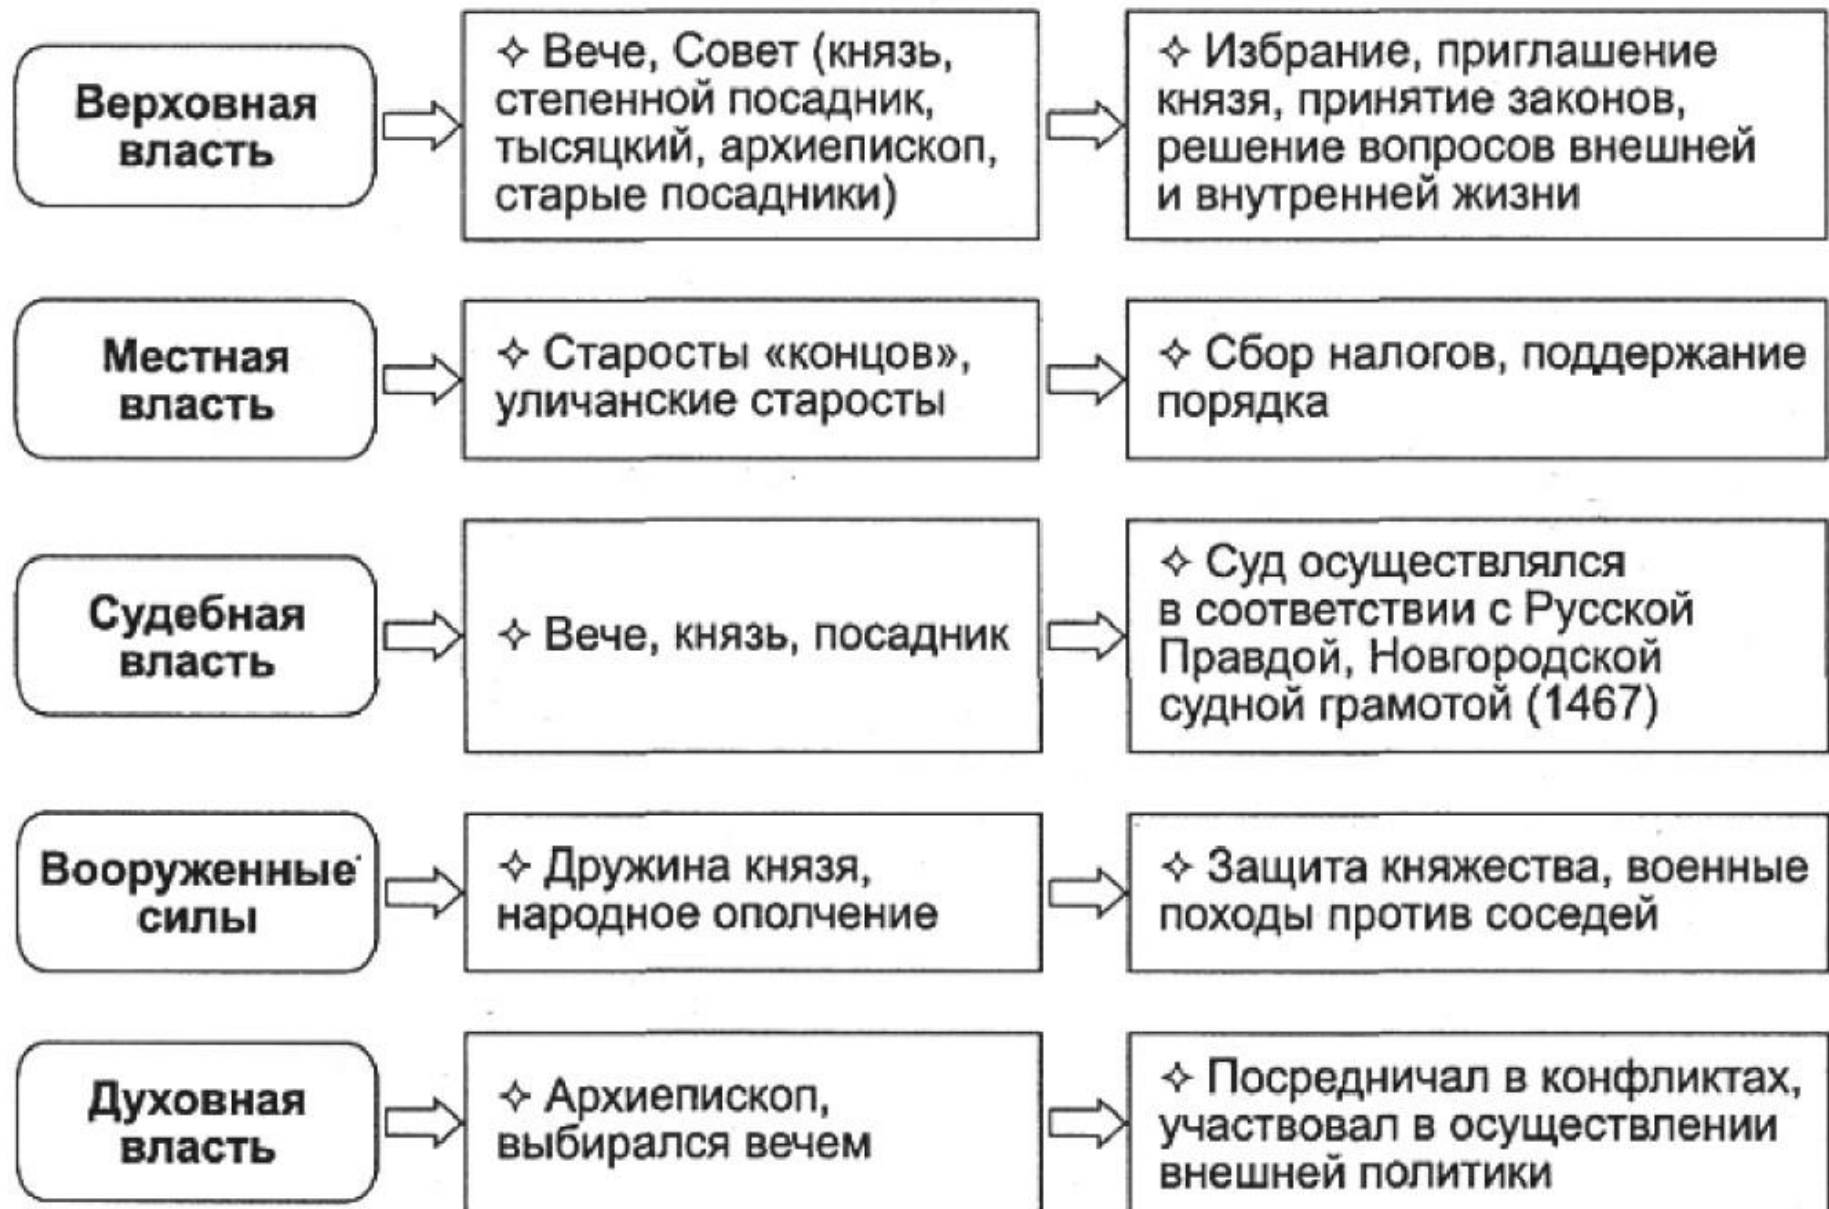 Верховная
власть
✧ Вече, Совет (князь,
степенной посадник,
тысяцкий, архиепископ,
старые посадники)
✧ Избрание, приглашение
князя, принятие законов,
решение вопросов внешней
и внутренней жизни
Местная
власть
✧ Старосты «концов»,
уличанские старосты
✧ Сбор налогов, поддержание
порядка
Судебная
власть
✧ Вече, князь, посадник
✧ Суд осуществлялся
в соответствии с Русской
Правдой, Новгородской
судной грамотой (1467)
Вооруженные
силы
✧ Дружина князя,
народное ополчение
✧ Защита княжества, военные
походы против соседей
Духовная
власть
✧ Архиепископ,
выбирался вечем
✧ Посредничал в конфликтах,
участвовал в осуществлении
внешней политики